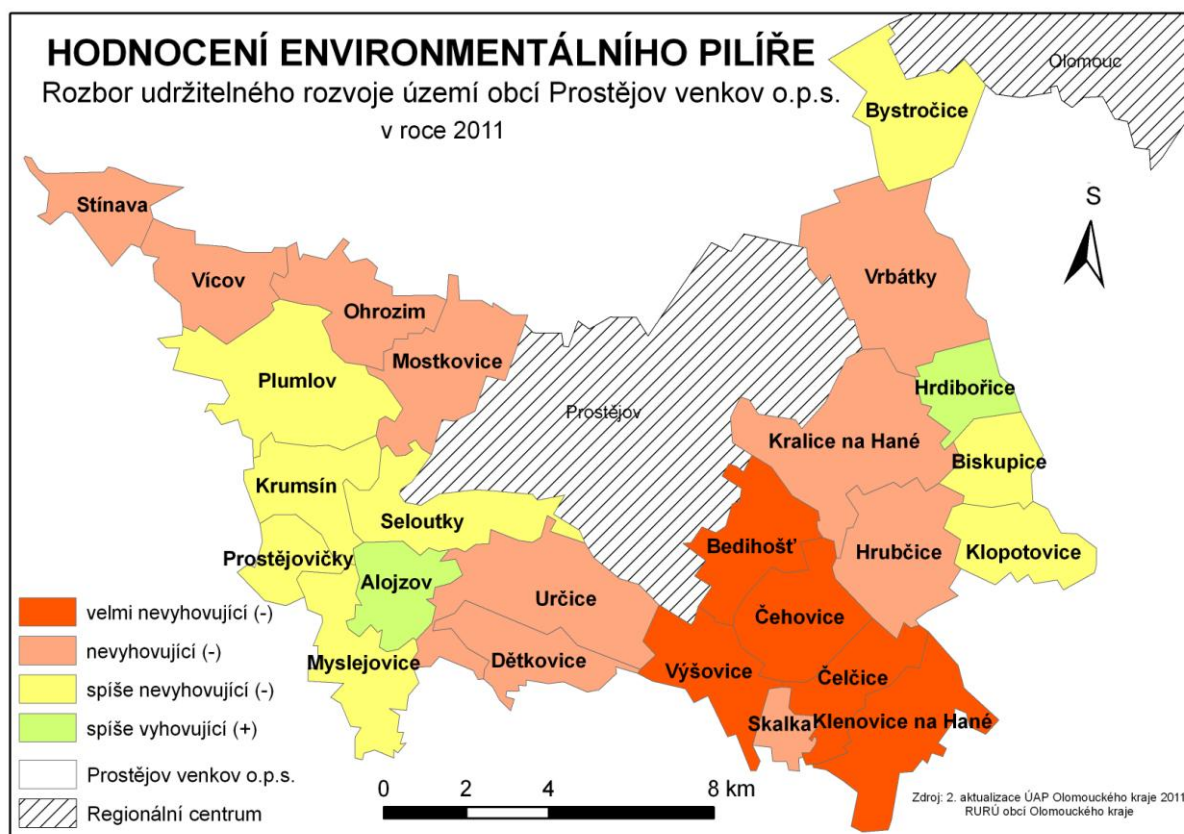 HODNOCENÍ ENVIRONMENTÁLNÍHO PILÍŘE
Rozbor udržitelného rozvoje území obcí Prostějov venkov o.p.s.
v roce 2011
Olomouc
Bystročice
S
Stínava
Vícov
Vrbátky
Ohrozim
Mostkovice
Plumlov
Hrdibořice
Prostějov
Kralice na Hané
Biskupice
Krumsín
Seloutky
Bedihošť
Hrubčice
Klopotovice
Prostějovičky
Alojzov
Určice
Čehovice
Myslejovice
Dětkovice
Výšovice
Čelčice
Skalka
Klenovice na Hané
velmi nevyhovující (-)
nevyhovující (-)
spíše nevyhovující (-)
spíše vyhovující (+)
Prostějov venkov o.p.s.
Regionální centrum
0 2 4 8 km
Zdroj: 2. aktualizace ÚAP Olomouckého kraje 2011
RURÚ obcí Olomouckého kraje